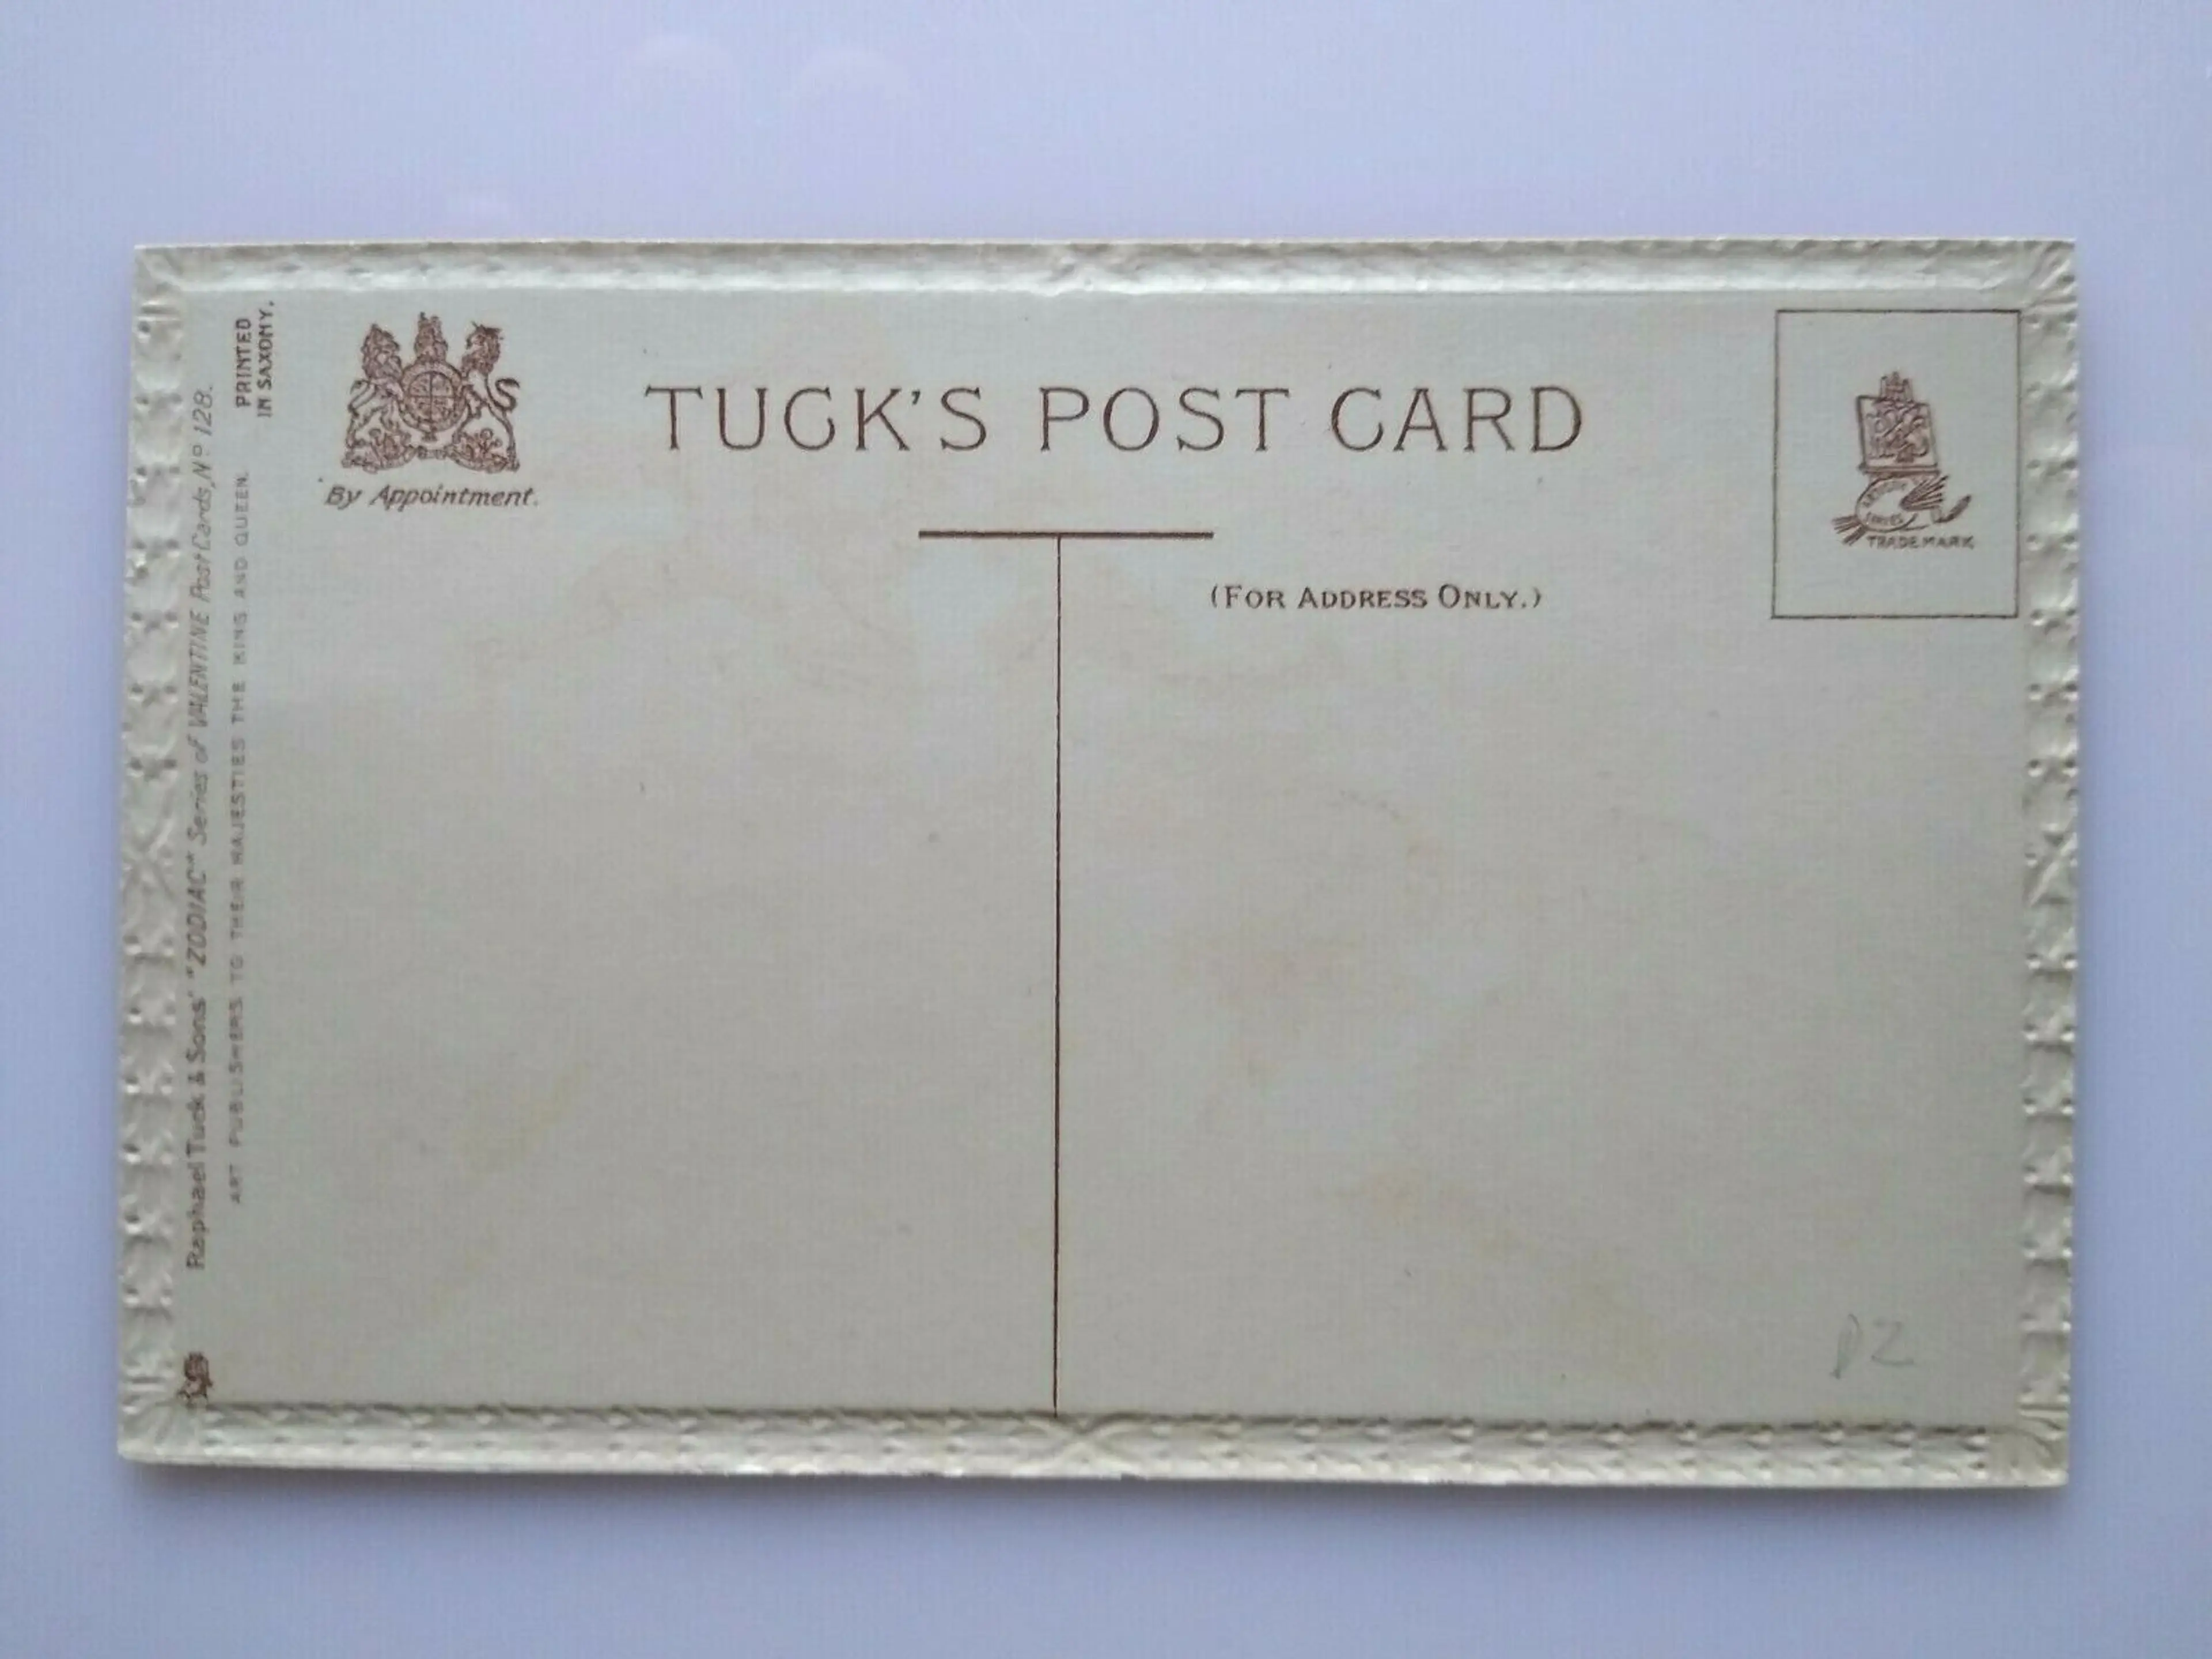 TUCK'S POST CARD
By Appointment.
(FOR ADDRESS ONLY.)
TRADE MARK
PRINTED
IN SAXONY.
Raphael Tuck & Sons' "ZODIAC" Series of VALENTINE Post Cards, Nº 128.
ART PUBLISHERS TO THEIR MAJESTIES THE KING AND QUEEN.